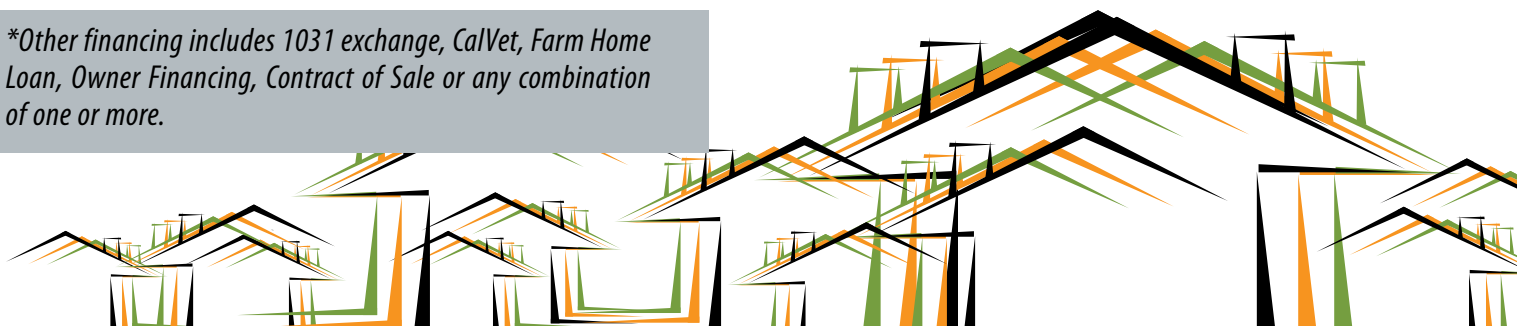 *Other financing includes 1031 exchange, CalVet, Farm Home
Loan, Owner Financing, Contract of Sale or any combination
of one or more.